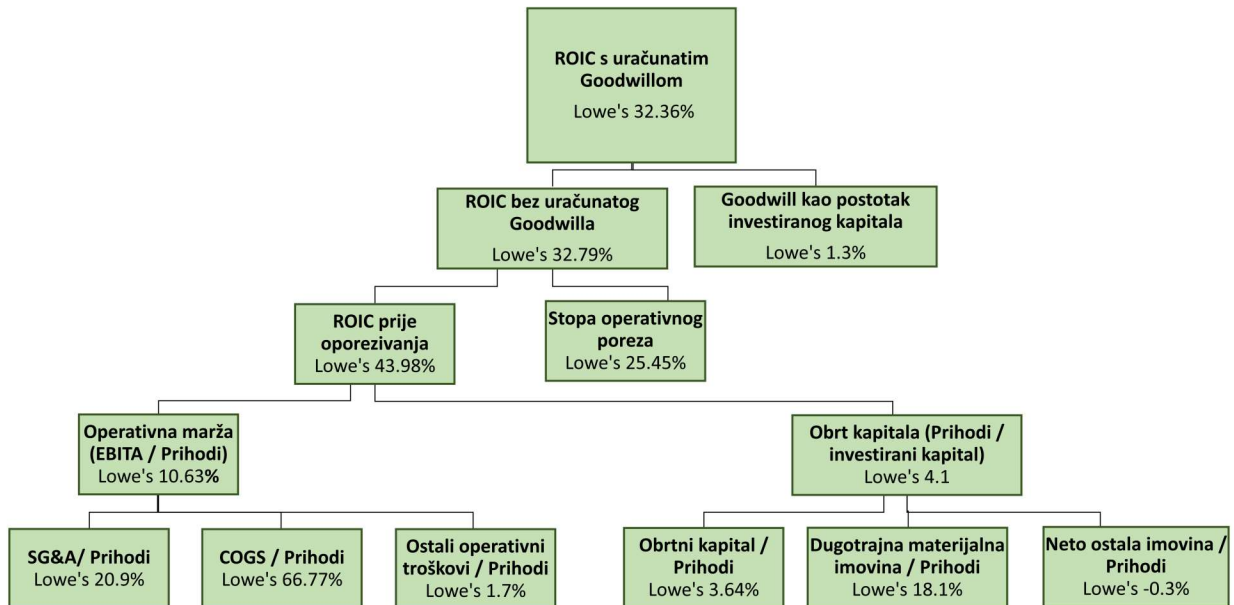 ROIC s uračunatim
Goodwillom
Lowe's 32.36%
ROIC bez uračunatog
Goodwilla
Lowe's 32.79%
Goodwill kao postotak
investiranog kapitala
Lowe's 1.3%
ROIC prije
oporezivanja
Lowe's 43.98%
Stopa operativnog
poreza
Lowe's 25.45%
Operativna marža
(EBITA / Prihodi)
Lowe's 10.63%
Obrt kapitala (Prihodi /
investirani kapital)
Lowe's 4.1
SG&A/ Prihodi
Lowe's 20.9%
COGS / Prihodi
Lowe's 66.77%
Ostali operativni
troškovi / Prihodi
Lowe's 1.7%
Obrtni kapital /
Prihodi
Lowe's 3.64%
Dugotrajna materijalna
imovina / Prihodi
Lowe's 18.1%
Neto ostala imovina /
Prihodi
Lowe's -0.3%